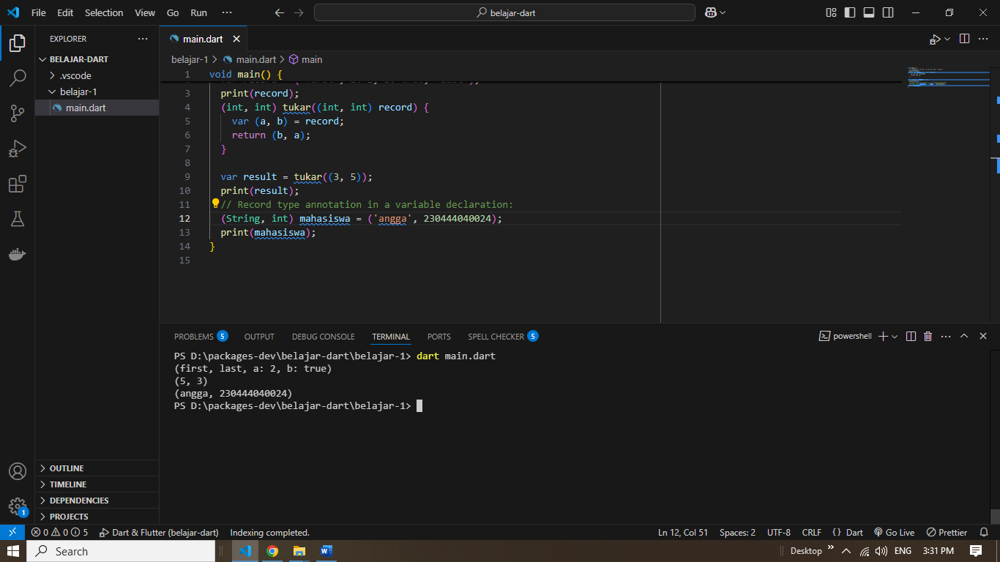 File Edit Selection View Go Run ··· belajar-dart
EXPLORER ···
BELAJAR-DART
.vscode
belajar-1
main.dart
OUTLINE
TIMELINE
DEPENDENCIES
PROJECTS
main.dart
belajar-1 > main.dart > main
1 void main() {
3 print(record);
4 (int, int) tukar((int, int) record) {
5 var (a, b) = record;
6 return (b, a);
7 }
8
9 var result = tukar((3, 5));
10 print(result);
11 // Record type annotation in a variable declaration:
12 (String, int) mahasiswa = ('angga', 230444040024);
13 print(mahasiswa);
14 }
15
PROBLEMS 5 OUTPUT DEBUG CONSOLE TERMINAL PORTS SPELL CHECKER 5 powershell
PS D:\packages-dev\belajar-dart\belajar-1> dart main.dart
(first, last, a: 2, b: true)
(5, 3)
(angga, 230444040024)
PS D:\packages-dev\belajar-dart\belajar-1>
1
0 0 5 Dart & Flutter (belajar-dart) Indexing completed. Ln 12, Col 51 Spaces: 2 UTF-8 CRLF {} Dart Go Live Prettier
Search Desktop ENG 3:31 PM